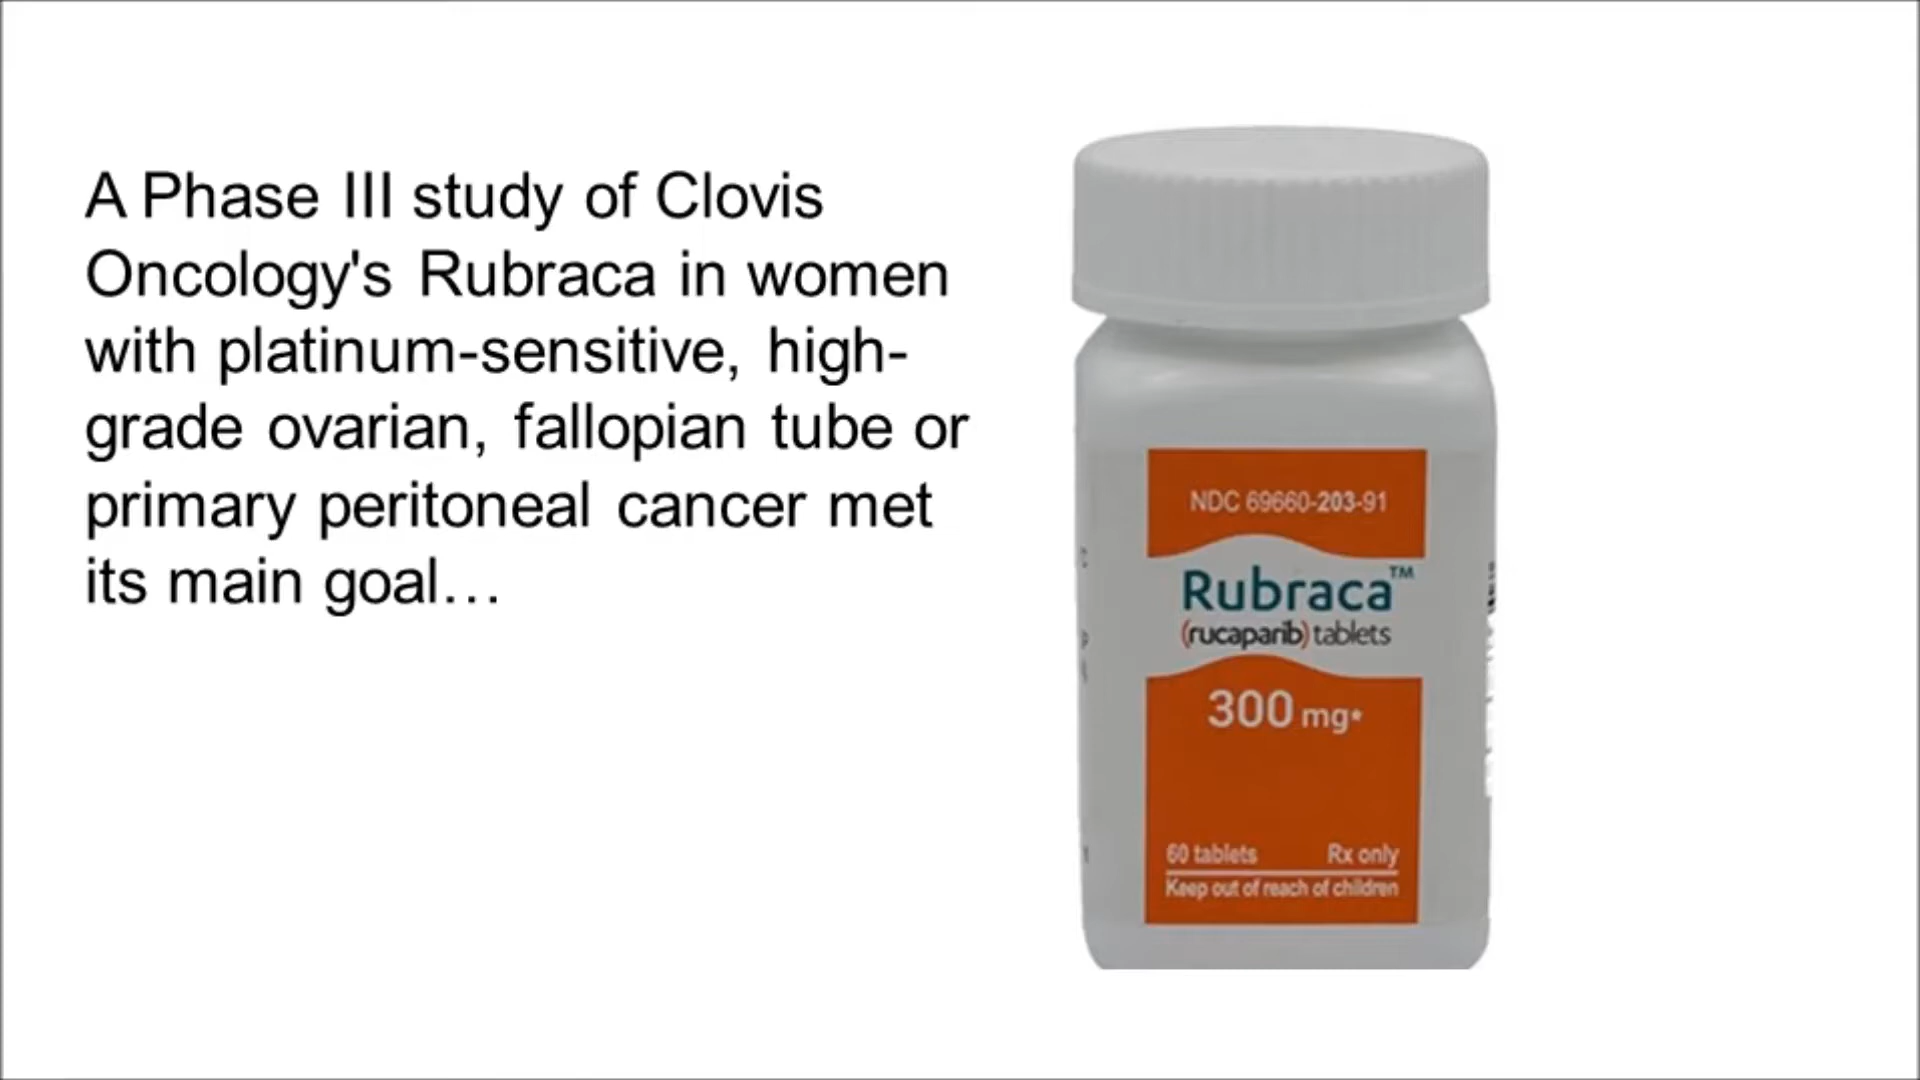 A Phase III study of Clovis
Oncology's Rubraca in women
with platinum-sensitive, high-
grade ovarian, fallopian tube or
primary peritoneal cancer met
its main goal…
NDC 69660-203-91
Rubraca™
(rucaparib) tablets
300 mg*
60 tablets Rx only
Keep out of reach of children